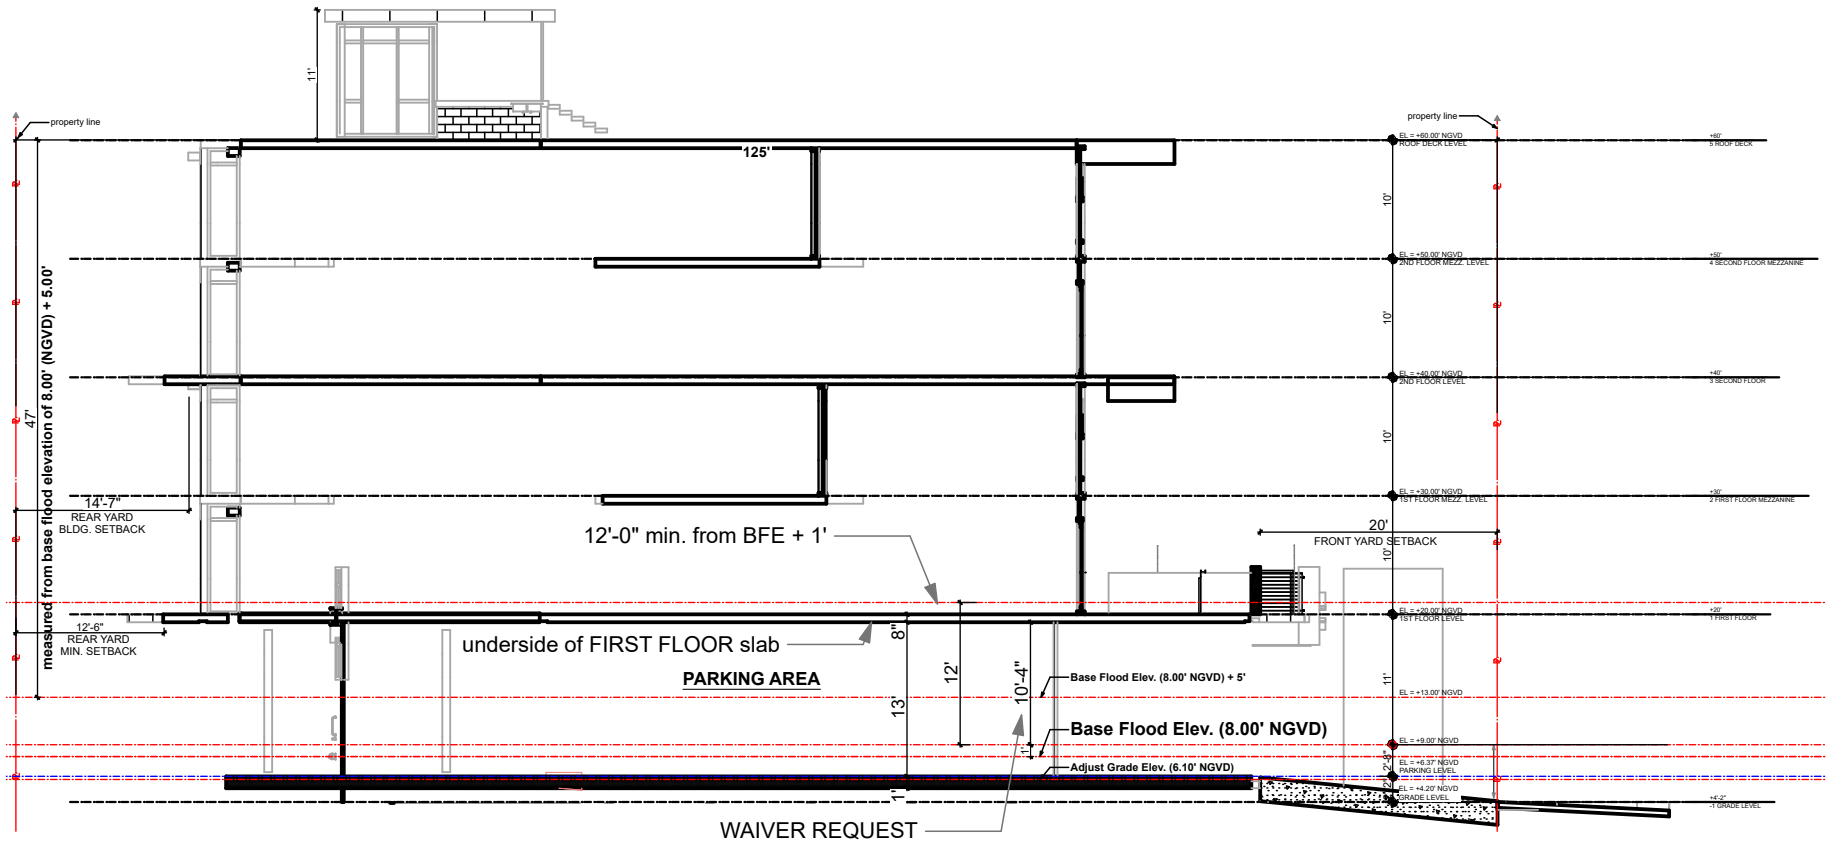 11'
property line
property line
EL = +60.00' NGVD
ROOF DECK LEVEL
+60'
5 ROOF DECK
125'
10'
EL = +50.00' NGVD
2ND FLOOR MEZZ. LEVEL
+50'
4 SECOND FLOOR MEZZANINE
measured from base flood elevation of 8.00' (NGVD) + 5.00'
47'
10'
EL = +40.00' NGVD
2ND FLOOR LEVEL
+40'
3 SECOND FLOOR
10'
14'-7"
REAR YARD
BLDG. SETBACK
EL = +30.00' NGVD
1ST FLOOR MEZZ. LEVEL
+30'
2 FIRST FLOOR MEZZANINE
12'-0" min. from BFE + 1'
20'
FRONT YARD SETBACK
10'
12'-6"
REAR YARD
MIN. SETBACK
EL = +20.00' NGVD
1ST FLOOR LEVEL
+20'
1 FIRST FLOOR
8"
underside of FIRST FLOOR slab
PARKING AREA
12'
10'-4"
13'
11'
Base Flood Elev. (8.00' NGVD) + 5'
EL = +13.00' NGVD
Base Flood Elev. (8.00' NGVD)
1'
EL = +9.00' NGVD
Adjust Grade Elev. (6.10' NGVD)
2'-8"
EL = +6.37' NGVD
PARKING LEVEL
1'
EL = +4.20' NGVD
GRADE LEVEL
+4'-2"
-1 GRADE LEVEL
WAIVER REQUEST